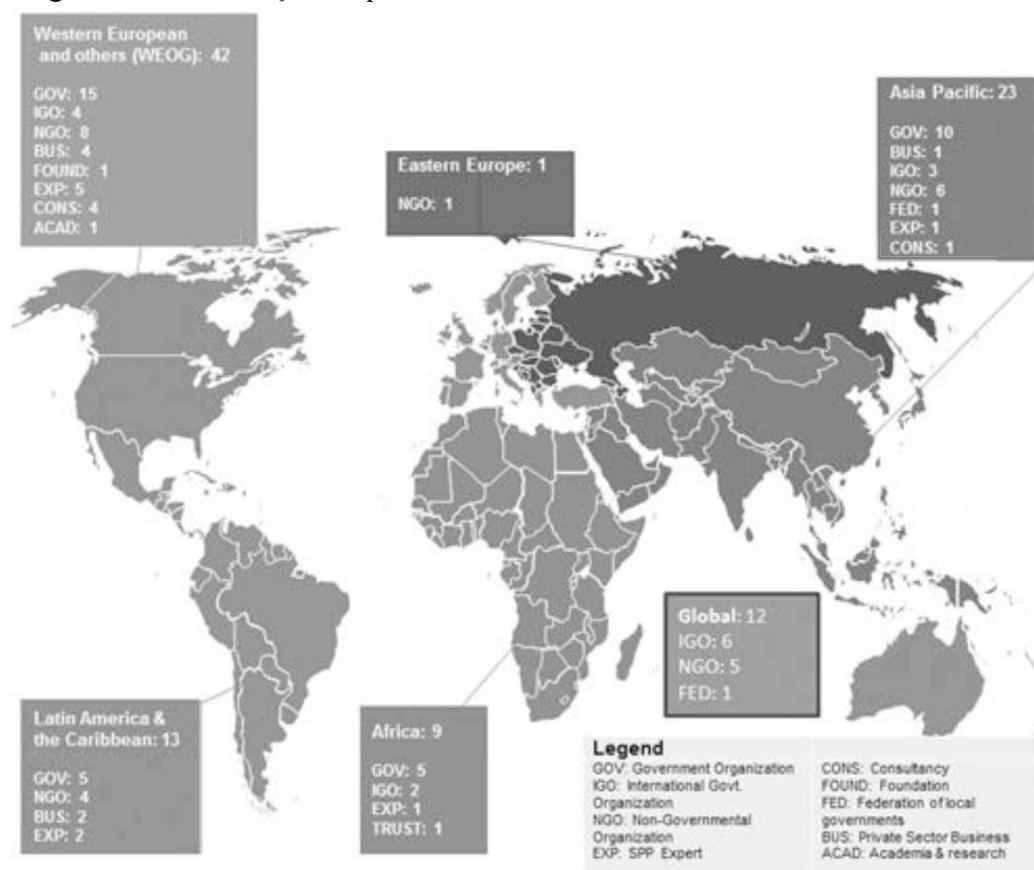 Western European
and others (WEOG): 42
GOV: 15
IGO: 4
NGO: 8
BUS: 4
FOUND: 1
EXP: 5
CONS: 4
ACAD: 1
Eastern Europe: 1
NGO: 1
Asia Pacific: 23
GOV: 10
BUS: 1
IGO: 3
NGO: 6
FED: 1
EXP: 1
CONS: 1
Global: 12
IGO: 6
NGO: 5
FED: 1
Latin America &
the Caribbean: 13
GOV: 5
NGO: 4
BUS: 2
EXP: 2
Africa: 9
GOV: 5
IGO: 2
EXP: 1
TRUST: 1
Legend
GOV: Government Organization
IGO: International Govt.
Organization
NGO: Non-Governmental
Organization
EXP: SPP Expert
CONS: Consultancy
FOUND: Foundation
FED: Federation of local
governments
BUS: Private Sector Business
ACAD: Academia & research